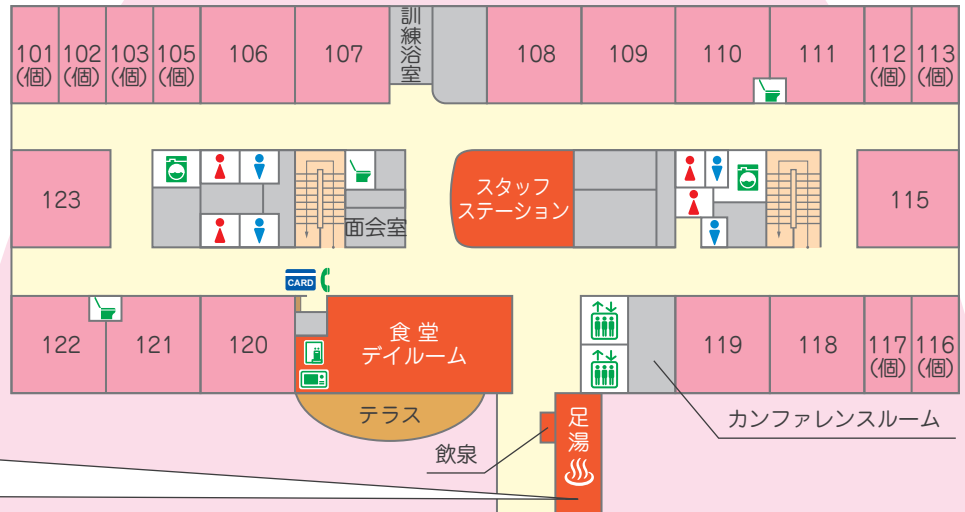 101
(個)
102
(個)
103
(個)
105
(個)
106
107
訓練浴室
108
109
110
111
112
(個)
113
(個)
123
面会室
スタッフ
ステーション
115
CARD
122
121
120
食堂
デイルーム
119
118
117
(個)
116
(個)
テラス
飲泉
足湯
カンファレンスルーム